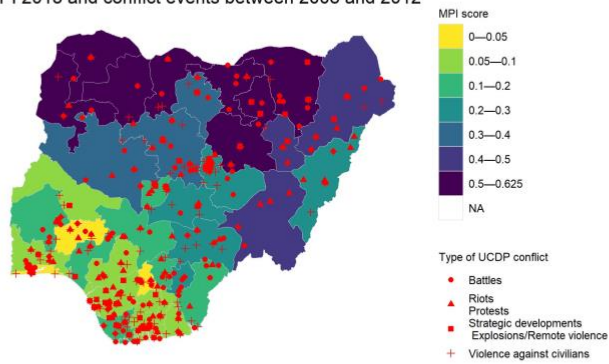 2013 and conflict events between 2008 and 2012
MPI score
0—0.05
0.05—0.1
0.1—0.2
0.2—0.3
0.3—0.4
0.4—0.5
0.5—0.625
NA
Type of UCDP conflict
Battles
Riots
Protests
Strategic developments
Explosions/Remote violence
Violence against civilians